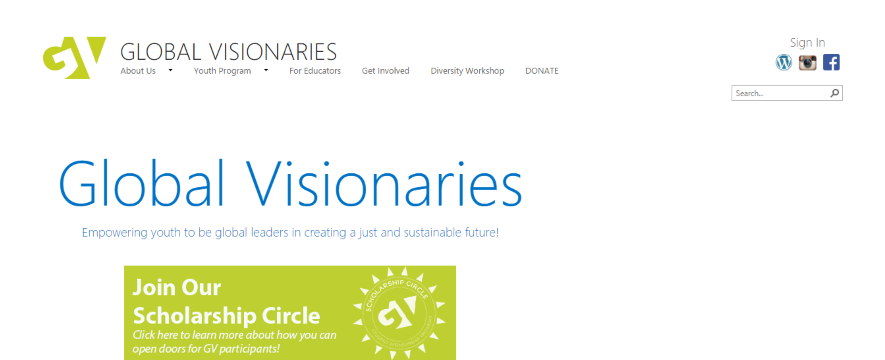 GV
GLOBAL VISIONARIES
Sign In
About Us
Youth Program
For Educators
Get Involved
Diversity Workshop
DONATE
Search...
Global Visionaries
Empowering youth to be global leaders in creating a just and sustainable future!
Join Our
Scholarship Circle
Click here to learn more about how you can
open doors for GV participants!
SCHOLARSHIP CIRCLE
GV